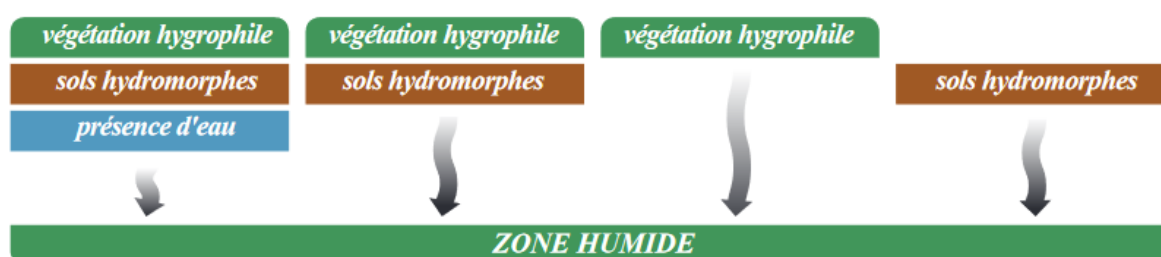 végétation hygrophile
sols hydromorphes
présence d'eau
végétation hygrophile
sols hydromorphes
végétation hygrophile
sols hydromorphes
ZONE HUMIDE